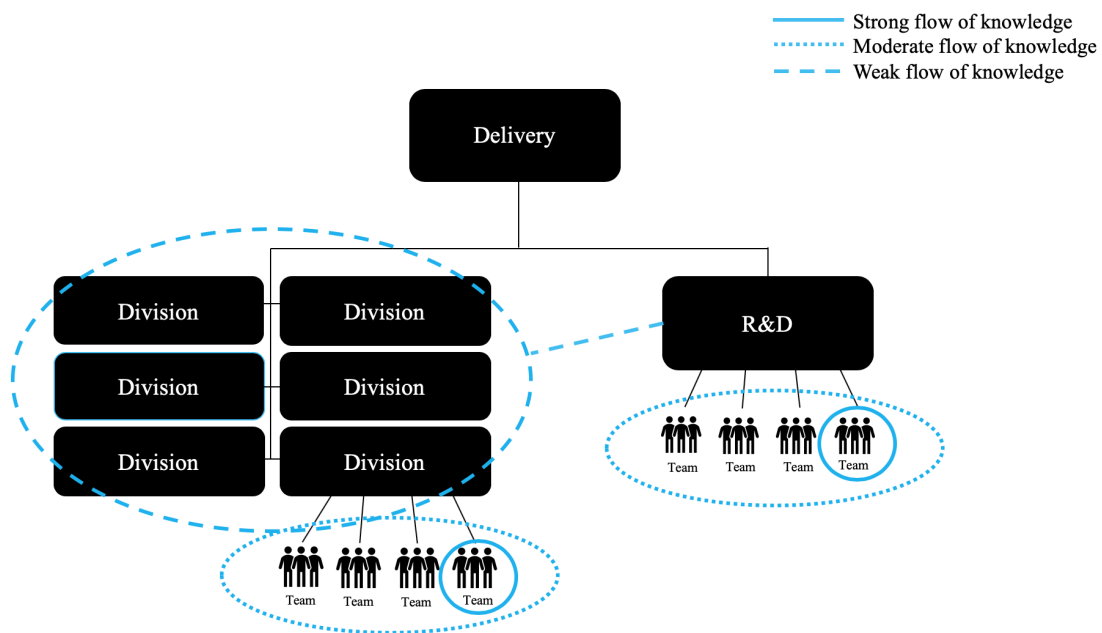 Strong flow of knowledge
Moderate flow of knowledge
Weak flow of knowledge
Delivery
Division
Division
R&D
Division
Division
Division
Division
Team
Team
Team
Team
Team
Team
Team
Team